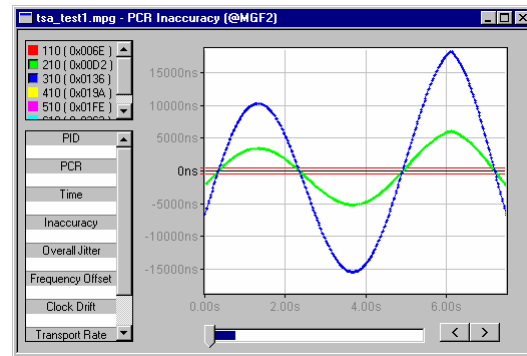 tsa_test1.mpg - PCR Inaccuracy (@MGF2)
110 ( 0x006E )
210 ( 0x00D2 )
310 ( 0x0136 )
410 ( 0x019A )
510 ( 0x01FE )
PID
PCR
Time
Inaccuracy
Overall Jitter
Frequency Offset
Clock Drift
Transport Rate
15000ns
10000ns
5000ns
0ns
-5000ns
-10000ns
-15000ns
0.00s 2.00s 4.00s 6.00s
< >